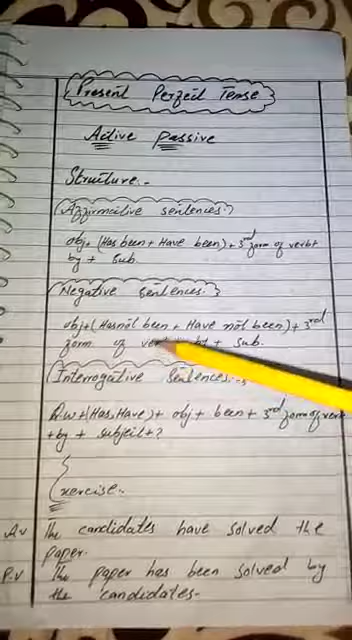 Present Perfect Tense
Active Passive
Structure:-
Affirmative sentences:
obj+ (Has been + Have been) + 3rd form of verb+
by + sub.
Negative Sentences:
obj+(Has not been + Have not been) + 3rd
form of verb + by + sub.
Interrogative Sentences:-
Q.w+(Has, Have)+ obj + been + 3rd form of verb
+by + subject+?
Exercise:-
A.v The candidates have solved the
paper.
P.V The paper has been solved by
the candidates.